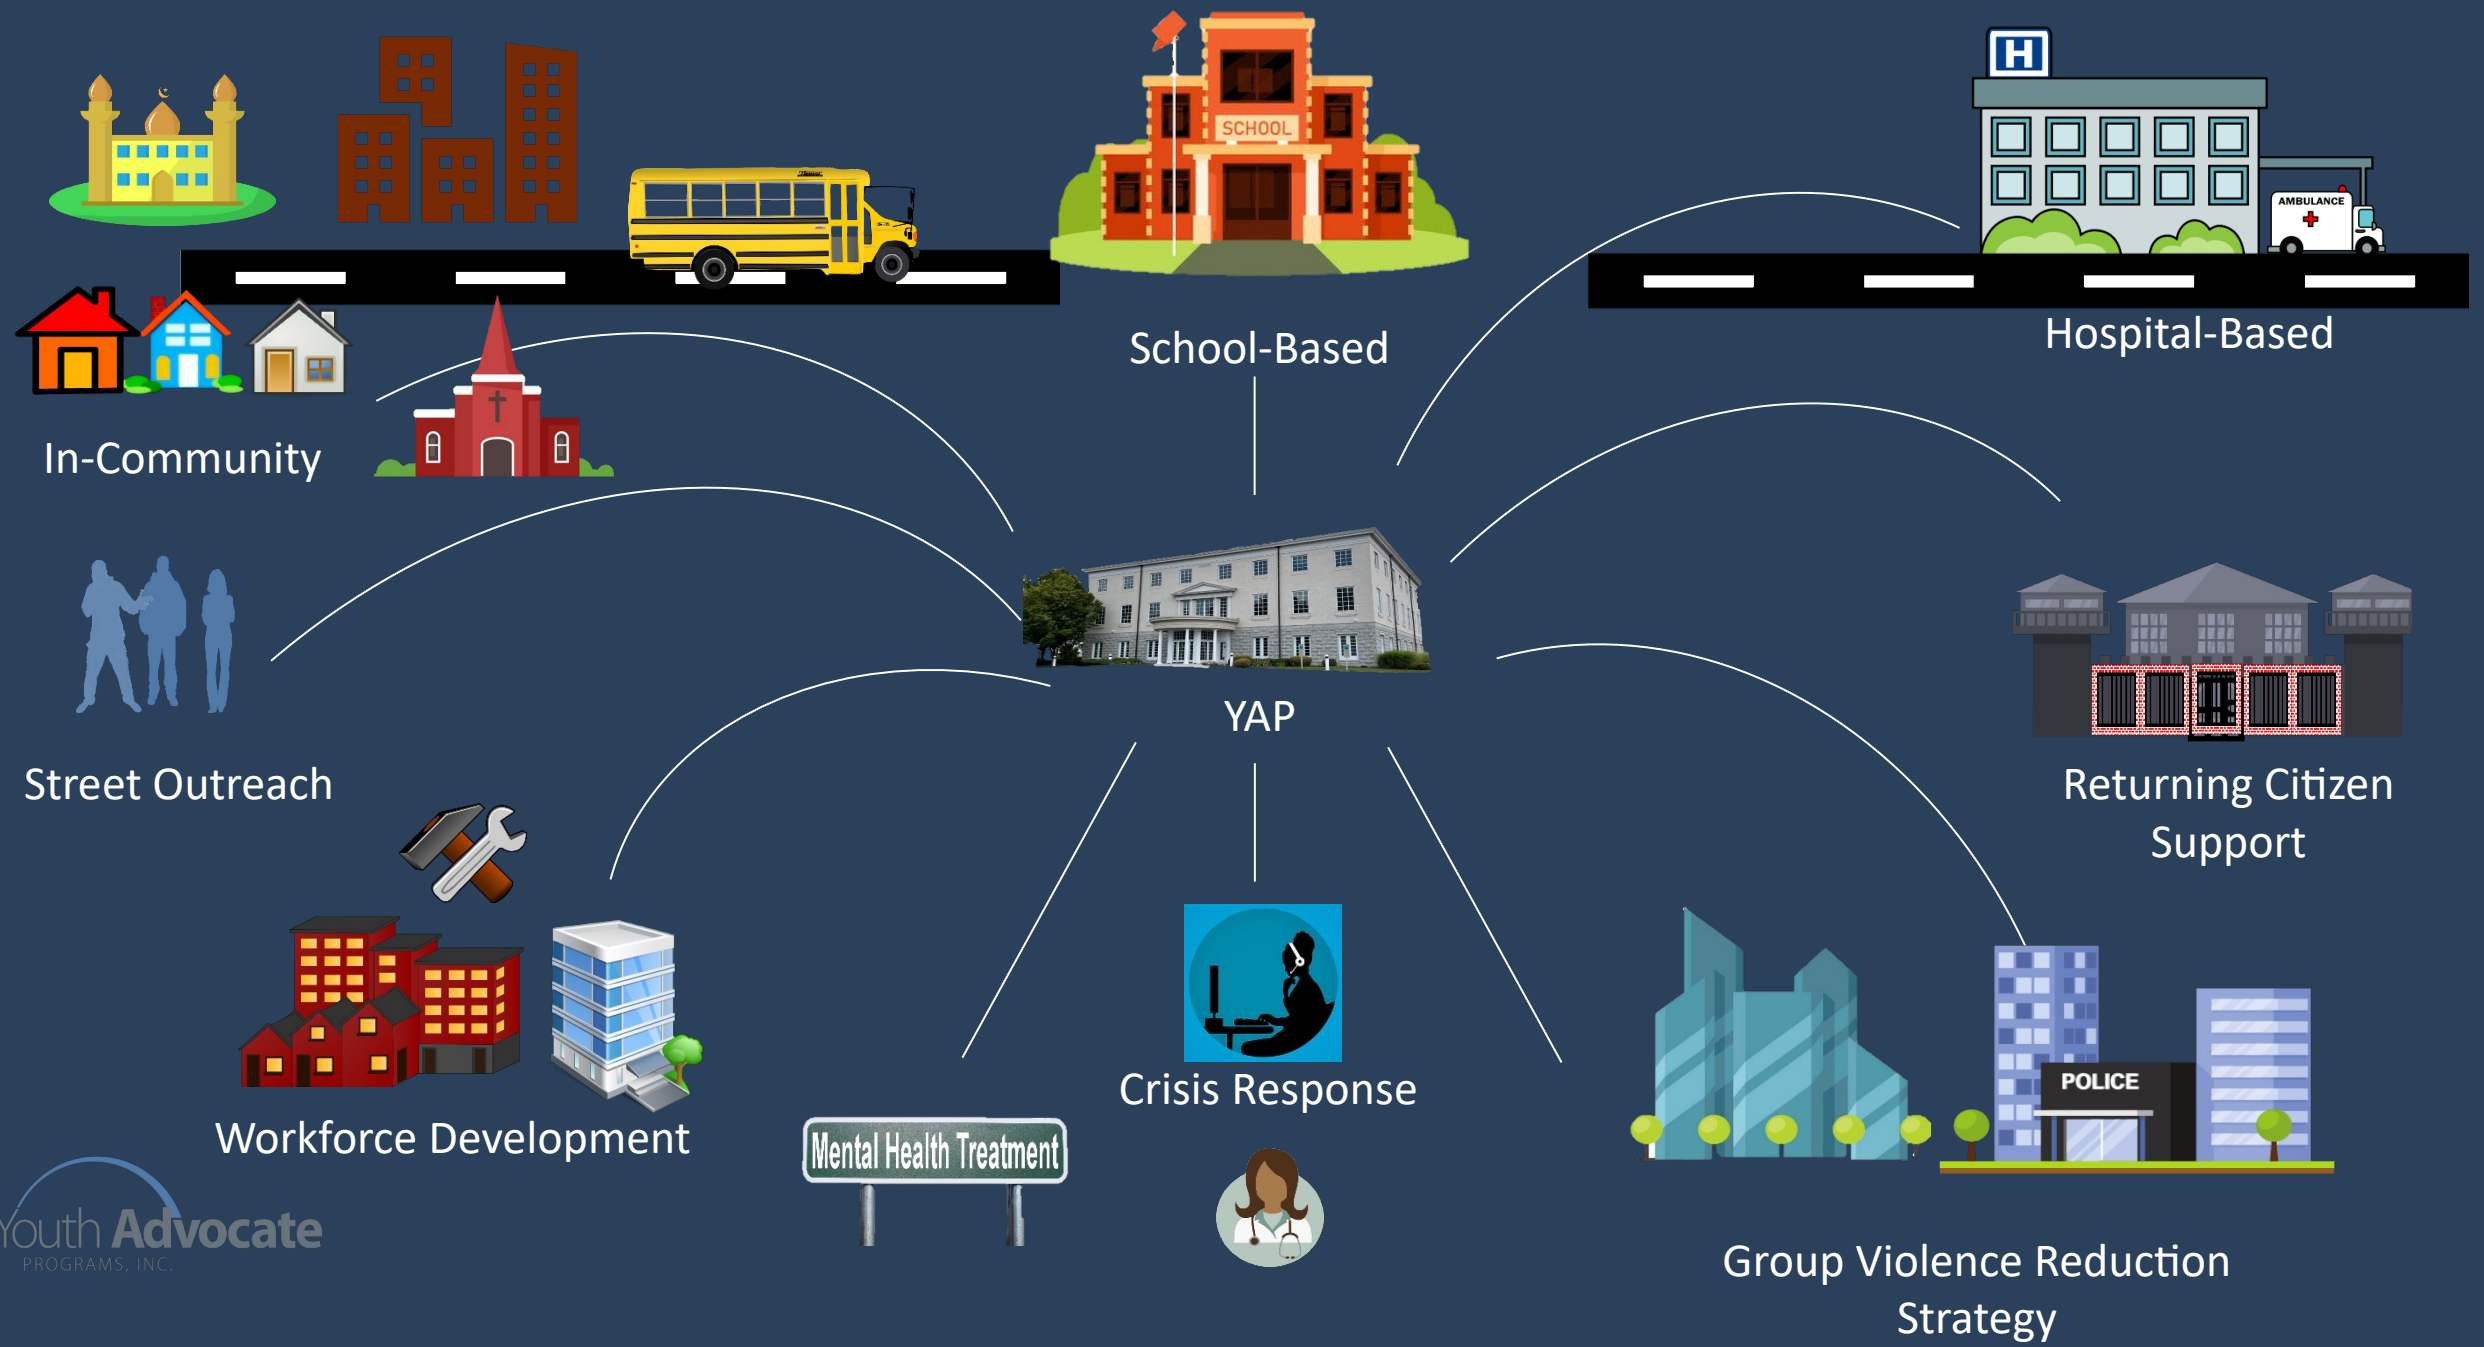 SCHOOL
H
AMBULANCE
School-Based
Hospital-Based
In-Community
YAP
Street Outreach
Returning Citizen
Support
POLICE
Crisis Response
Workforce Development
Mental Health Treatment
Youth Advocate
PROGRAMS, INC.
Group Violence Reduction
Strategy